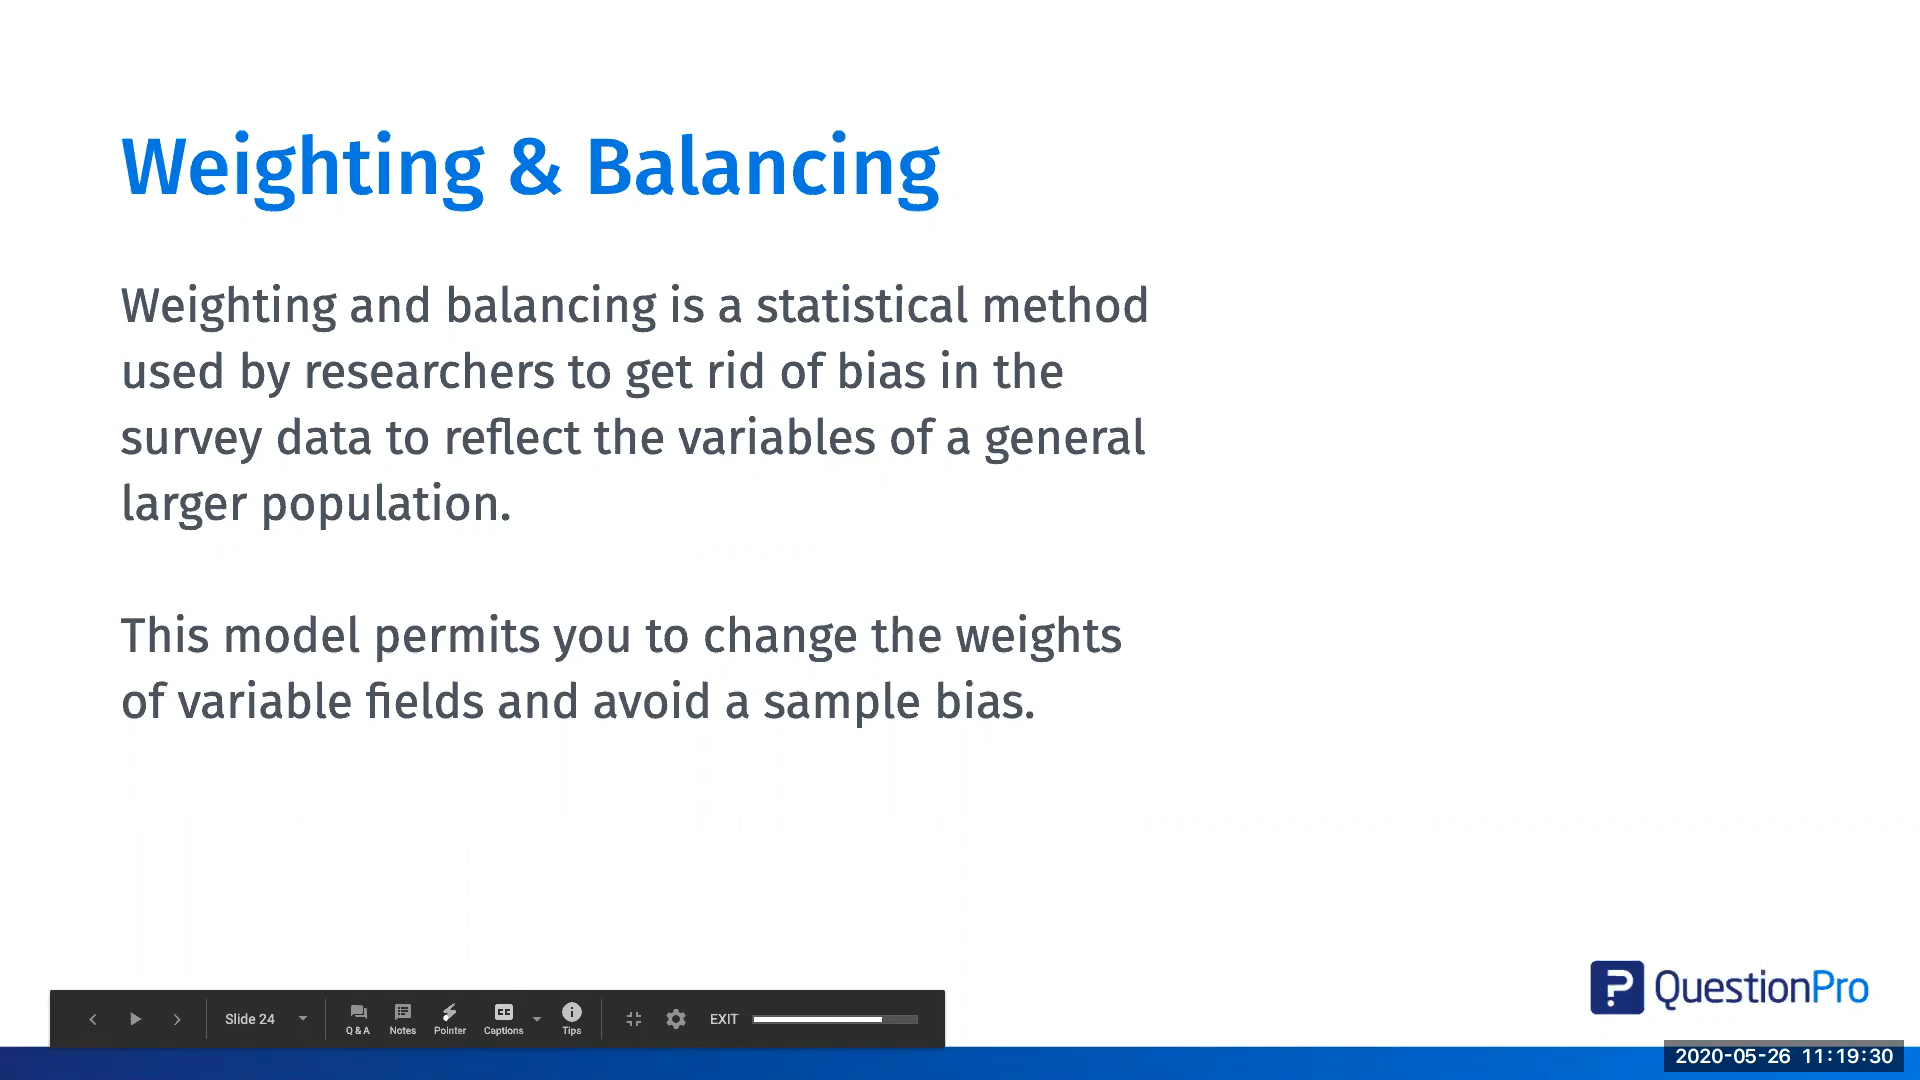 Weighting & Balancing
Weighting and balancing is a statistical method
used by researchers to get rid of bias in the
survey data to reflect the variables of a general
larger population.
This model permits you to change the weights
of variable fields and avoid a sample bias.
? QuestionPro
Slide 24
Q & A
Notes
Pointer
CC
Captions
Tips
EXIT
2020-05-26 11:19:30